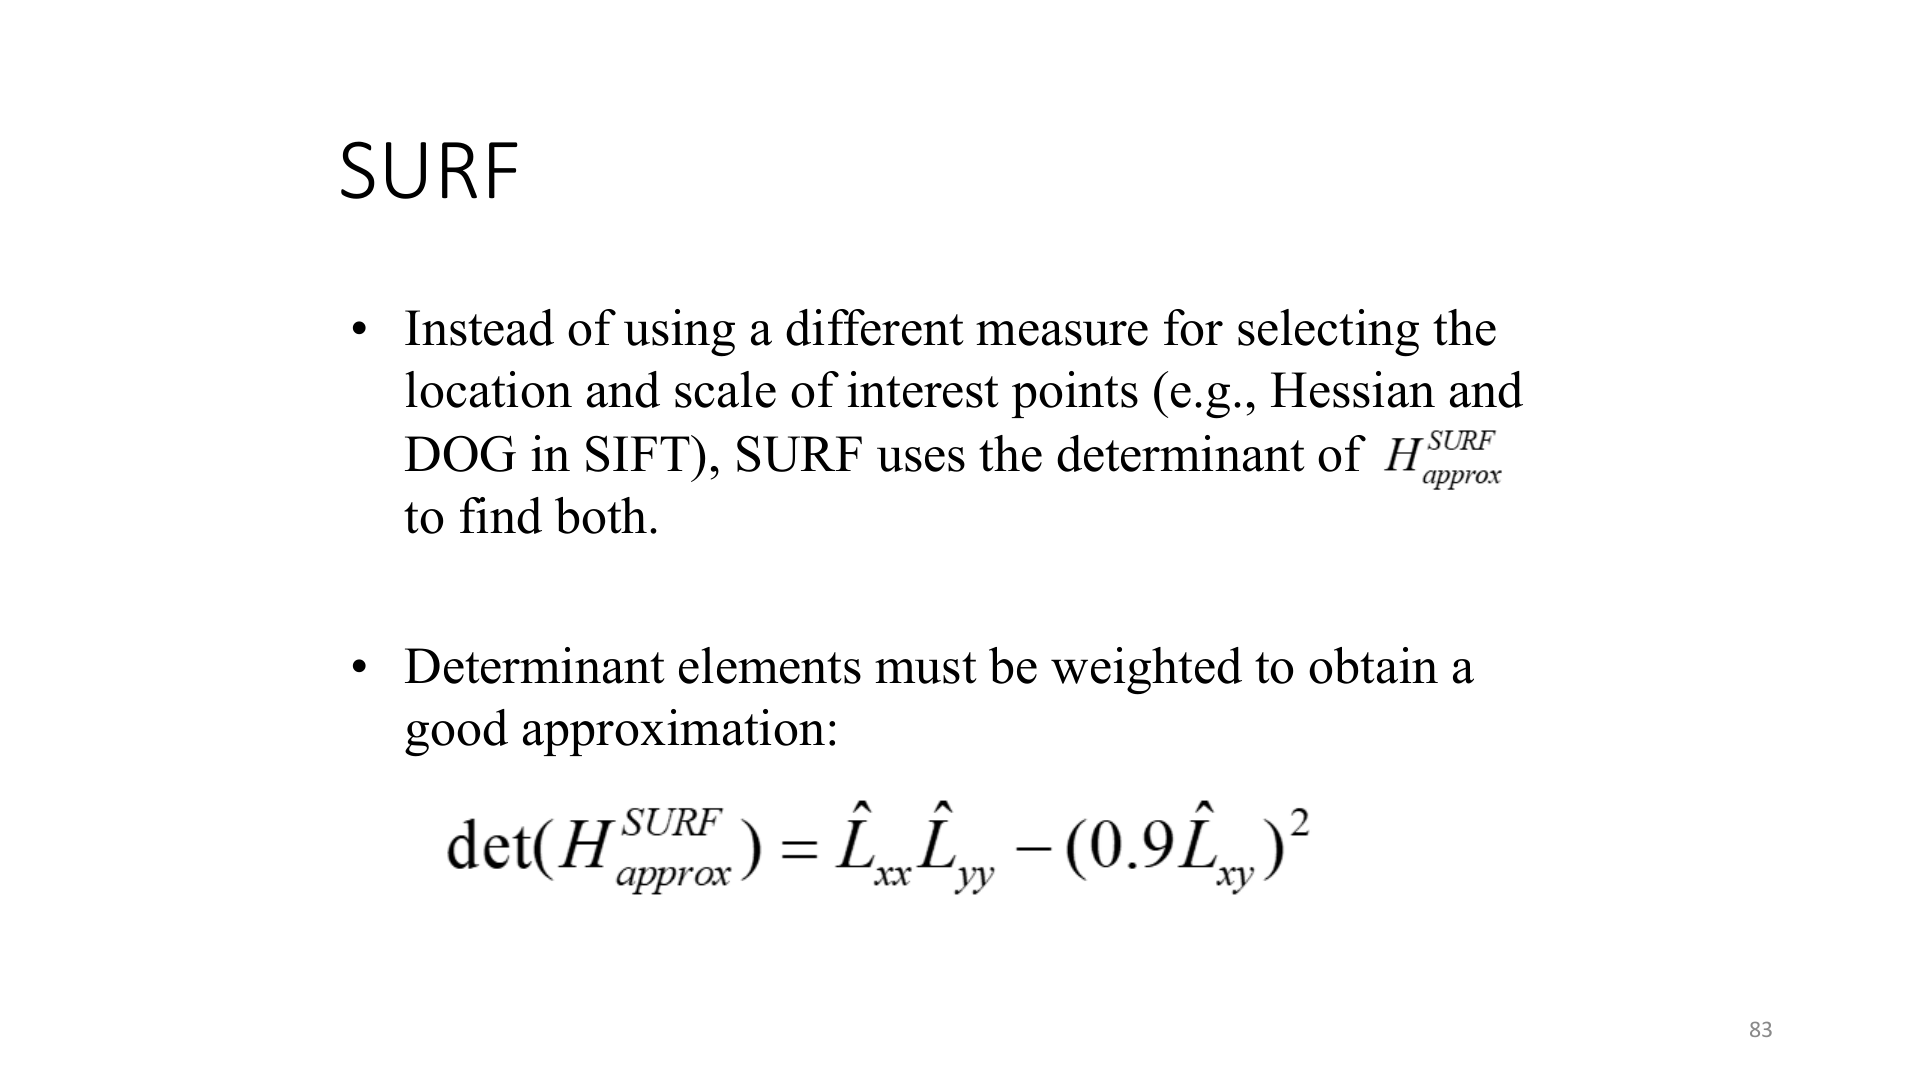 SURF
• Instead of using a different measure for selecting the
location and scale of interest points (e.g., Hessian and
DOG in SIFT), SURF uses the determinant of $H_{approx}^{SURF}$
to find both.
• Determinant elements must be weighted to obtain a
good approximation:
$\det(H_{approx}^{SURF}) = \hat{L}_{xx}\hat{L}_{yy} - (0.9\hat{L}_{xy})^2$
83